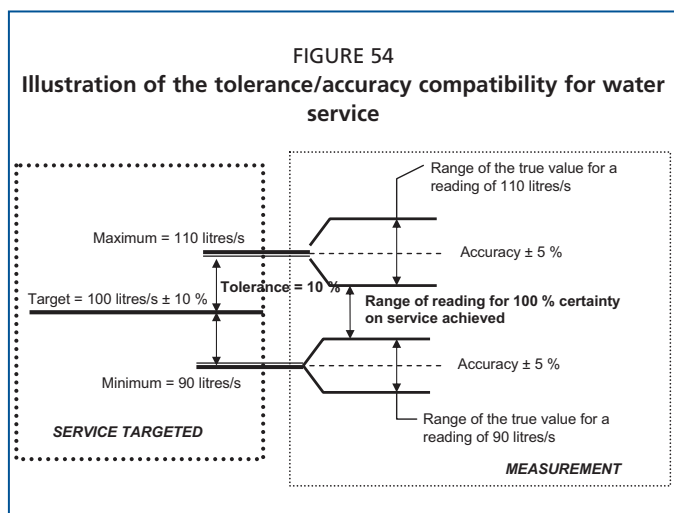 FIGURE 54
Illustration of the tolerance/accuracy compatibility for water
service
Range of the true value for a
reading of 110 litres/s
Maximum = 110 litres/s
Accuracy ± 5 %
Tolerance = 10 %
Target = 100 litres/s ± 10 %
Range of reading for 100 % certainty
on service achieved
Minimum = 90 litres/s
Accuracy ± 5 %
Range of the true value for a
reading of 90 litres/s
SERVICE TARGETED
MEASUREMENT